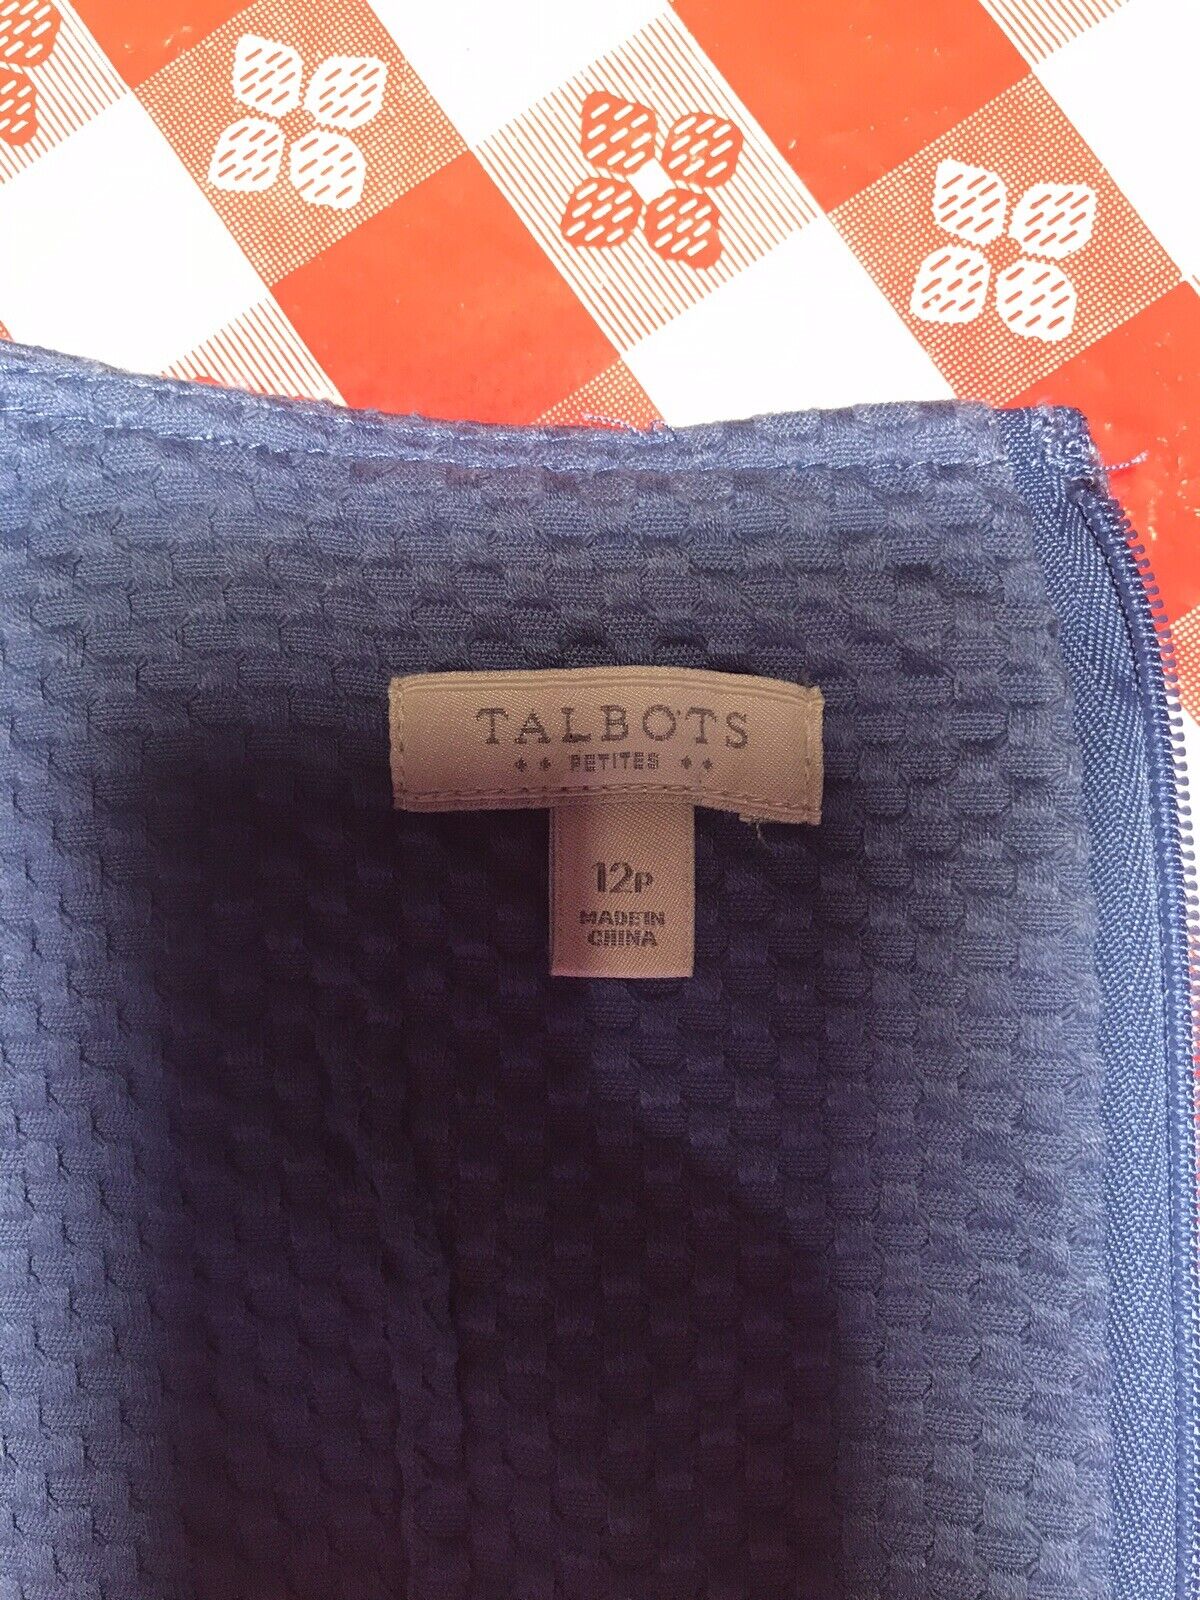 TALBOTS
PETITES
12P
MADE IN
CHINA